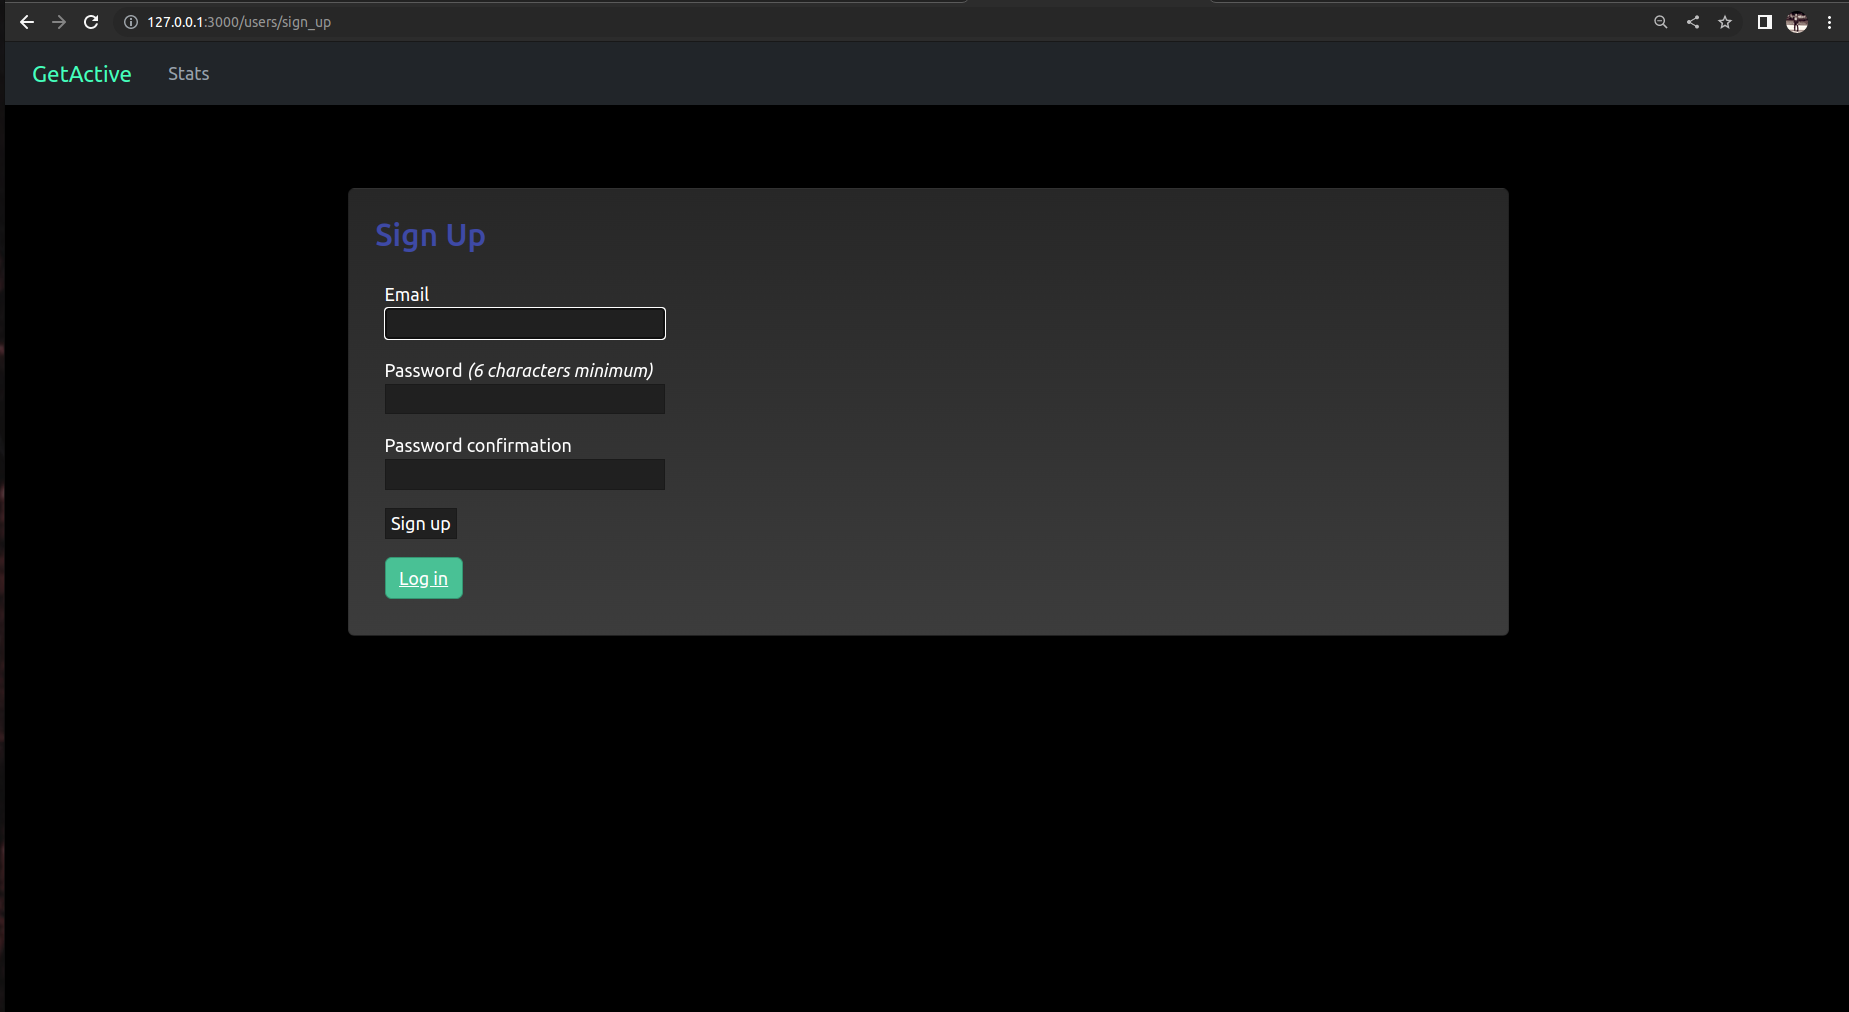 127.0.0.1:3000/users/sign_up
GetActive Stats
Sign Up
Email
Password (6 characters minimum)
Password confirmation
Sign up
Log in